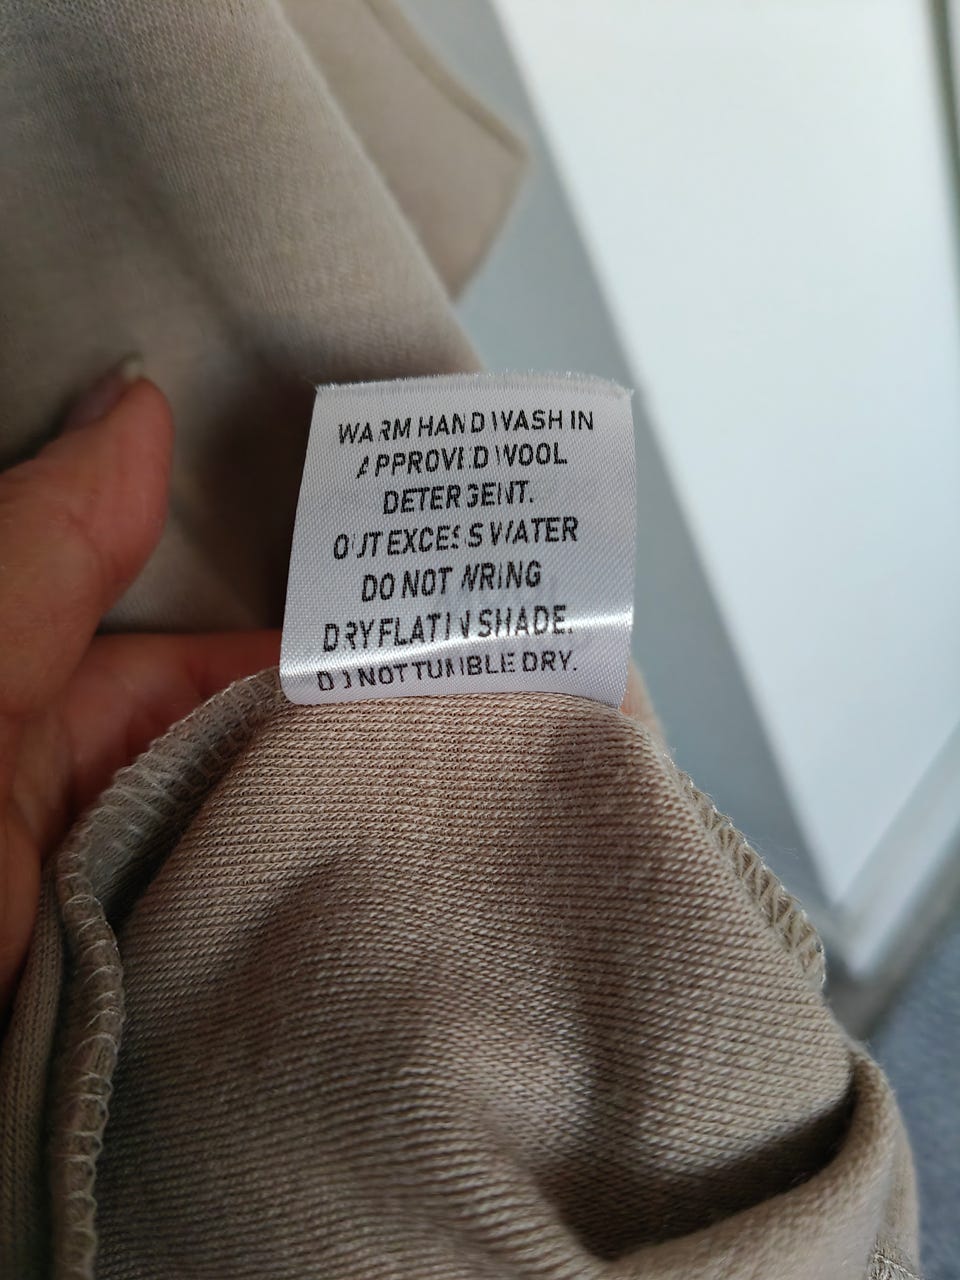 WARM HAND WASH IN
APPROVED WOOL
DETERGENT.
OUT EXCESS WATER
DO NOT WRING
DRY FLAT IN SHADE.
DO NOT TUMBLE DRY.